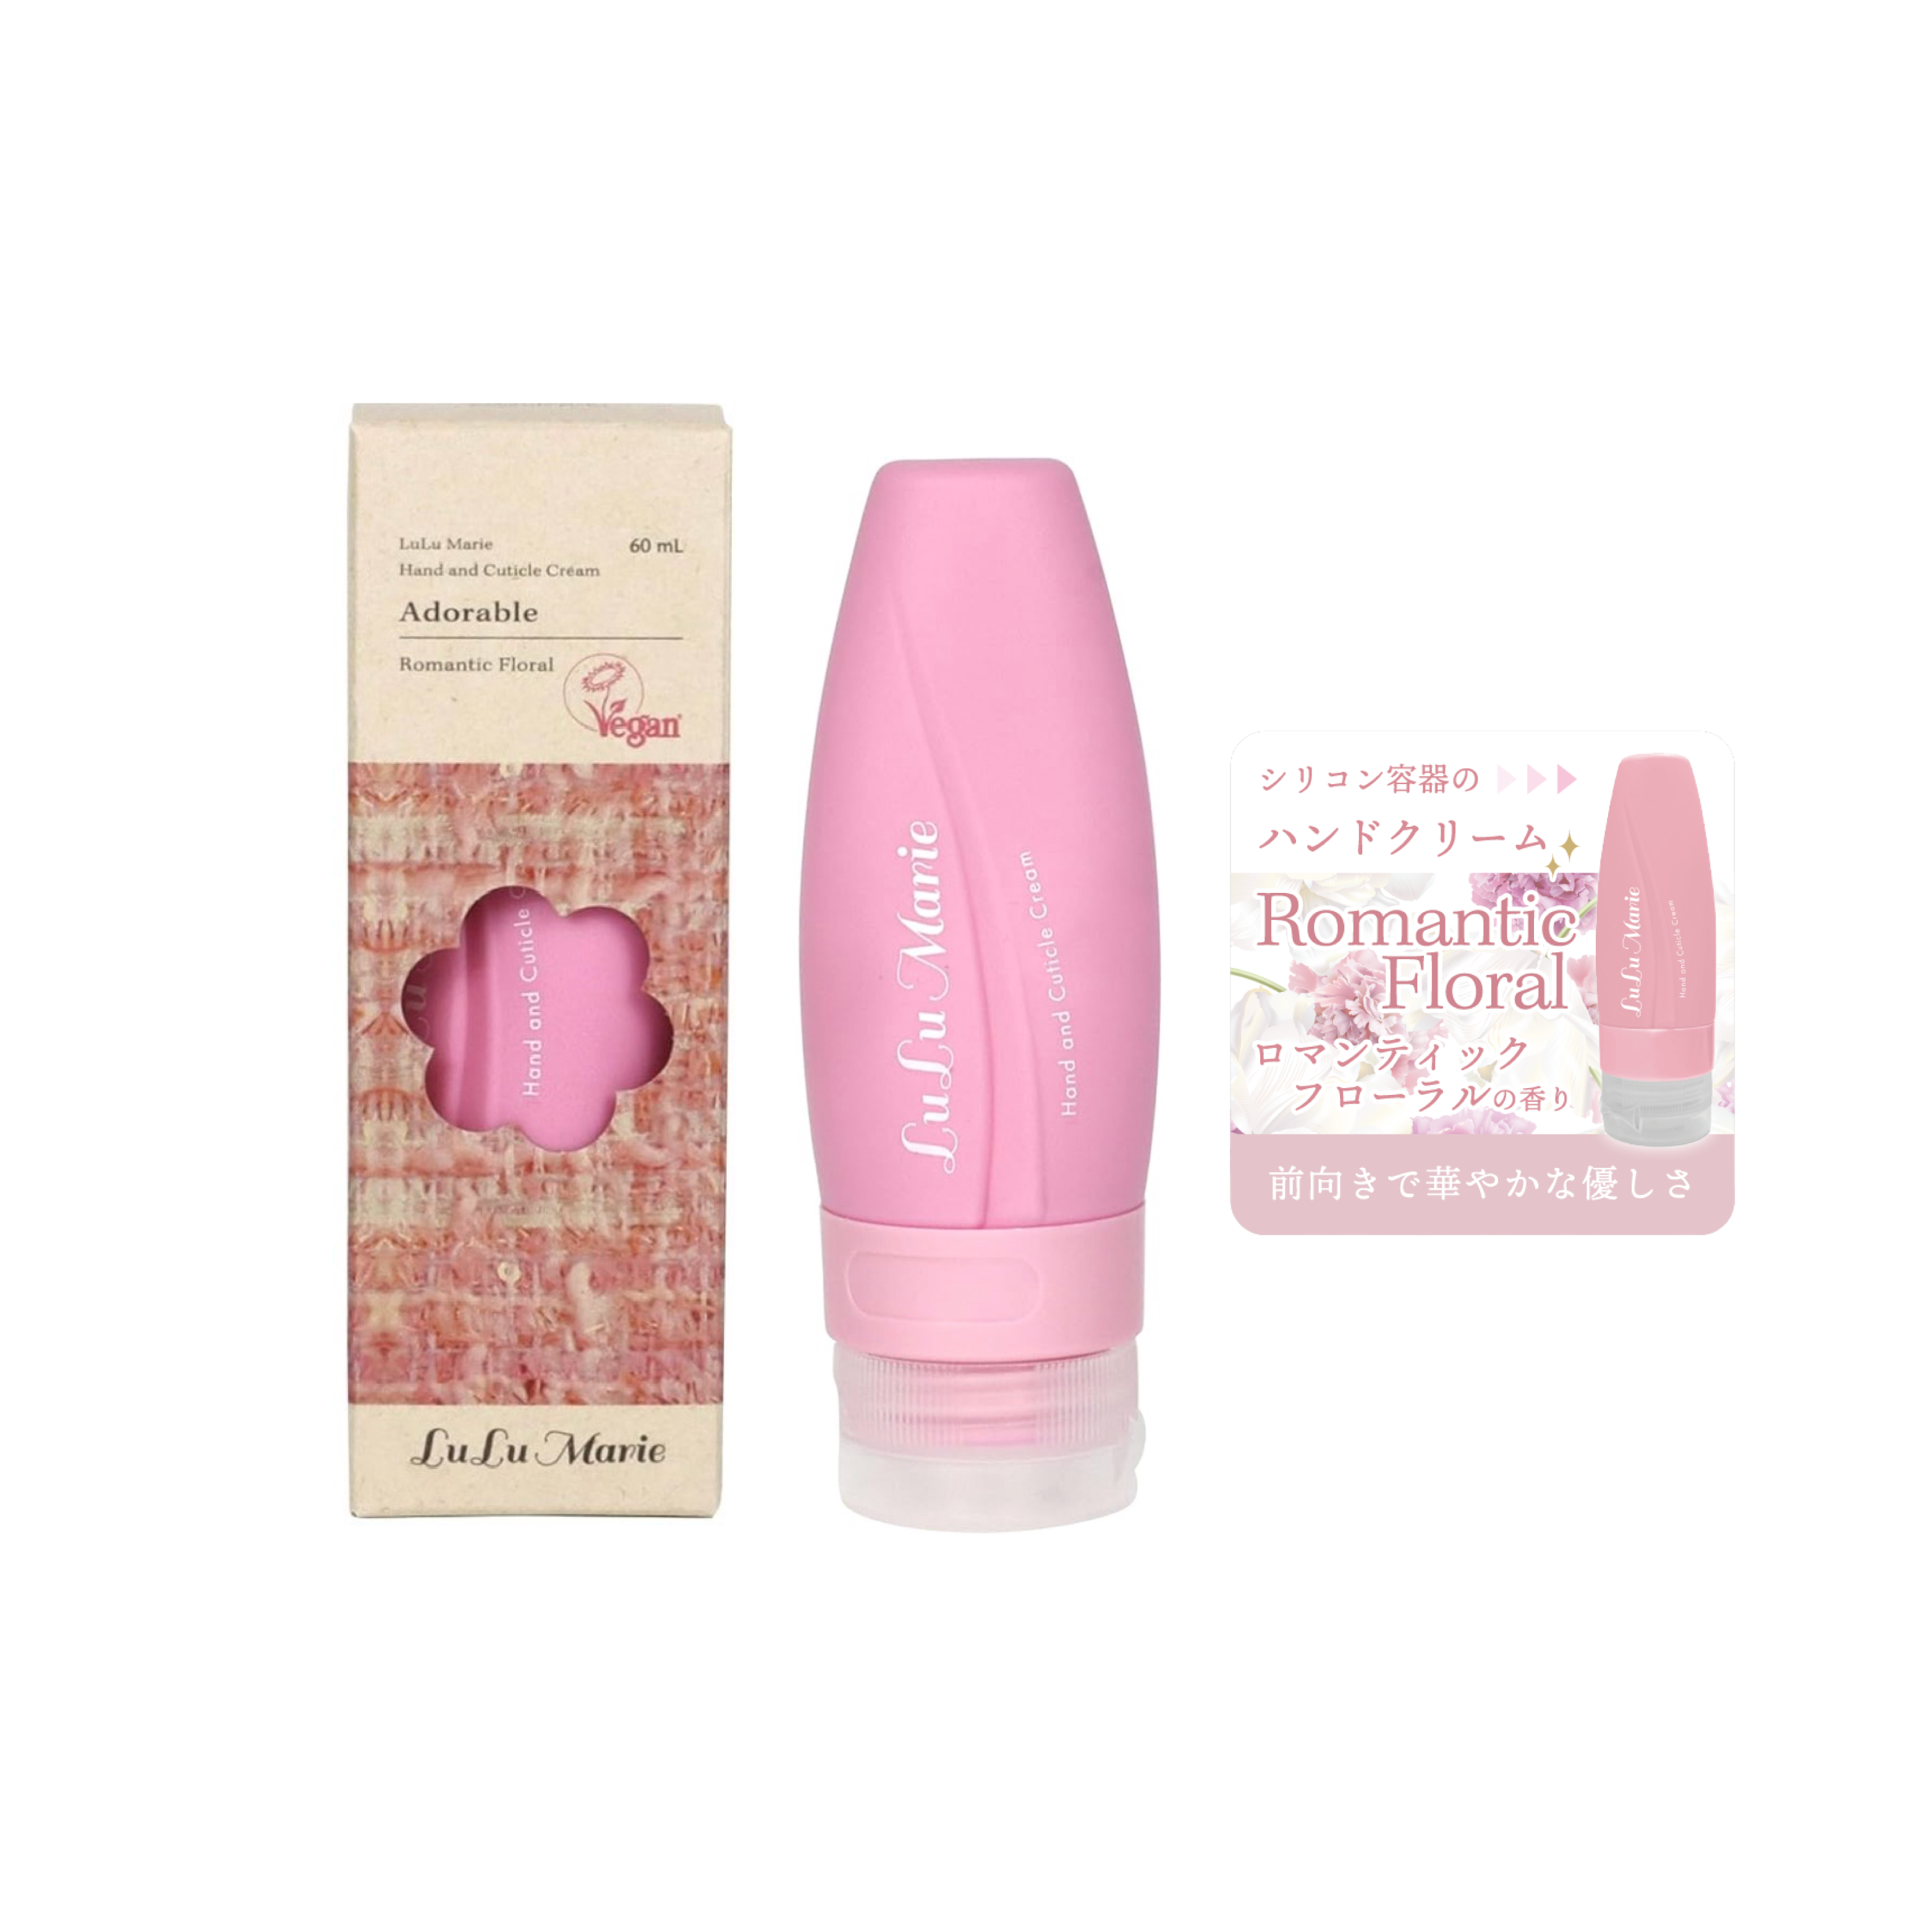 LuLu Marie
60 mL
Hand and Cuticle Cream
Adorable
Romantic Floral
Vegan
Hand and Cuticle
LuLu Marie
LuLu Marie
Hand and Cuticle Cream
シリコン容器の
ハンドクリーム
Romantic
Floral
ロマンティック
フローラルの香り
前向きで華やかな優しさ
LuLu Marie
Hand and Cuticle Cream